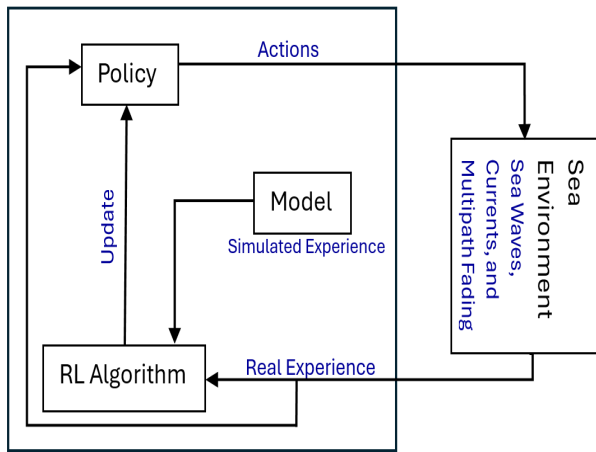 Actions
Policy
Sea
Environment
Sea Waves,
Currents, and
Multipath Fading
Update
Model
Simulated Experience
RL Algorithm
Real Experience